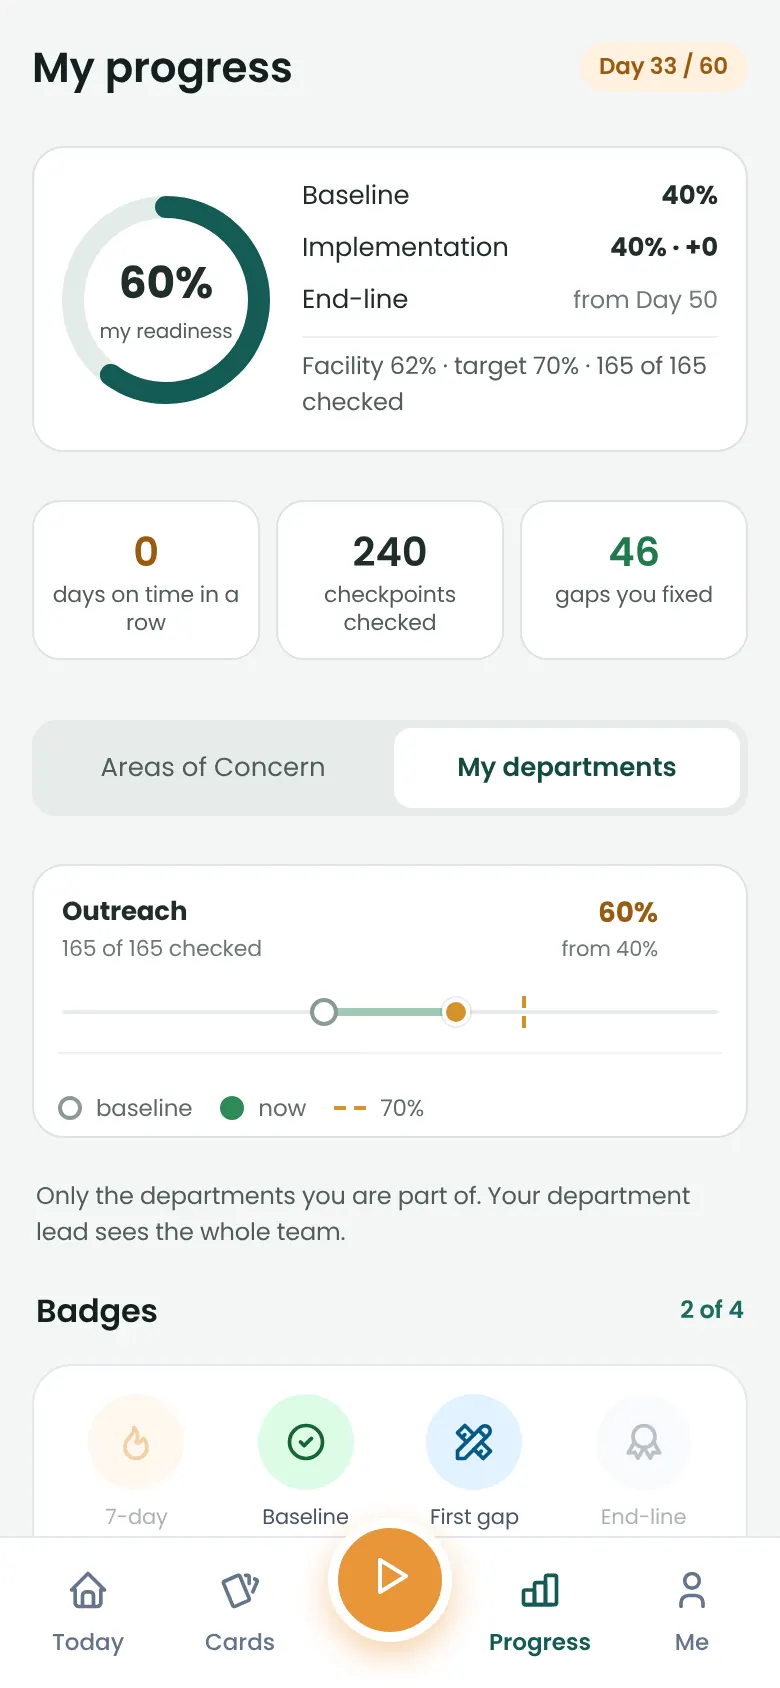 My progress
Day 33 / 60
60%
my readiness
Baseline 40%
Implementation 40% · +0
End-line from Day 50
Facility 62% · target 70% · 165 of 165
checked
0
days on time in a
row
240
checkpoints
checked
46
gaps you fixed
Areas of Concern
My departments
Outreach 60%
165 of 165 checked from 40%
baseline now 70%
Only the departments you are part of. Your department
lead sees the whole team.
Badges 2 of 4
7-day Baseline First gap End-line
Today Cards Progress Me